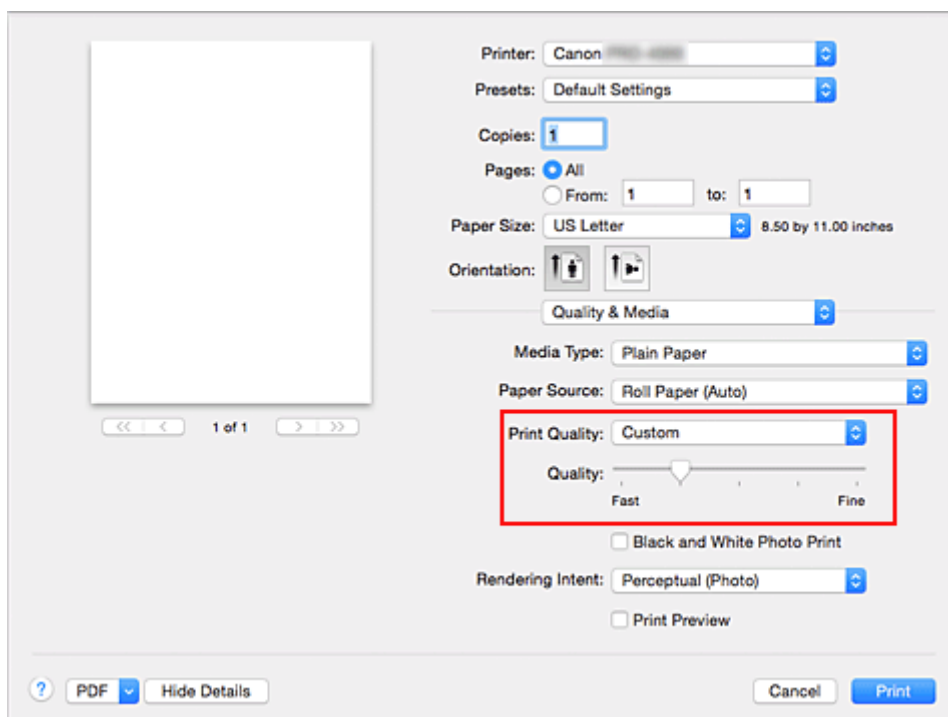 Printer: Canon
Presets: Default Settings
Copies: 1
Pages: All
From: 1 to: 1
Paper Size: US Letter 8.50 by 11.00 inches
Orientation:
Quality & Media
Media Type: Plain Paper
Paper Source: Roll Paper (Auto)
1 of 1
Print Quality: Custom
Quality:
Fast Fine
Black and White Photo Print
Rendering Intent: Perceptual (Photo)
Print Preview
? PDF Hide Details Cancel Print